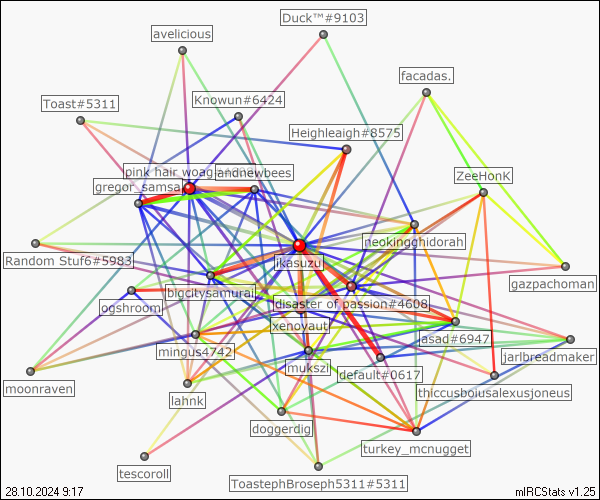 Duck™#9103
avelicious
facadas.
Toast#5311
Knowun#6424
Heighleaigh#8575
pink hair woag
andrewbees
gregor_samsa
ZeeHonK
neokingghidorah
Random Stuf6#5983
ikasuzu
gazpachoman
bigcitysamurai
ogshroom
disaster of passion#4608
xenoyaut
asad#6947
mingus4742
jarlbreadmaker
mukszi
default#0617
moonraven
lahnk
thiccusboiusalexusjoneus
doggerdig
turkey_mcnugget
tescoroll
ToastephBroseph5311#5311
28.10.2024 9:17
mIRCStats v1.25